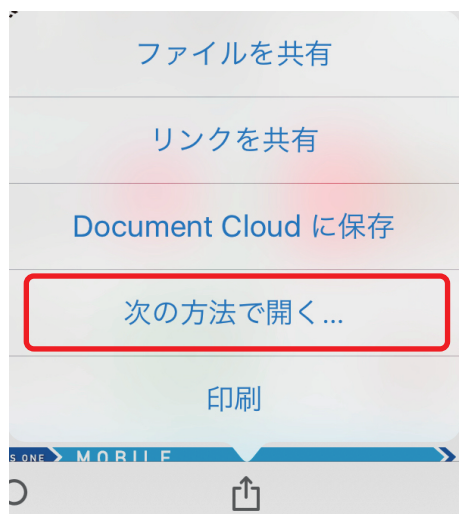 ファイルを共有
リンクを共有
Document Cloud に保存
次の方法で開く...
印刷
S ONE MOBILE